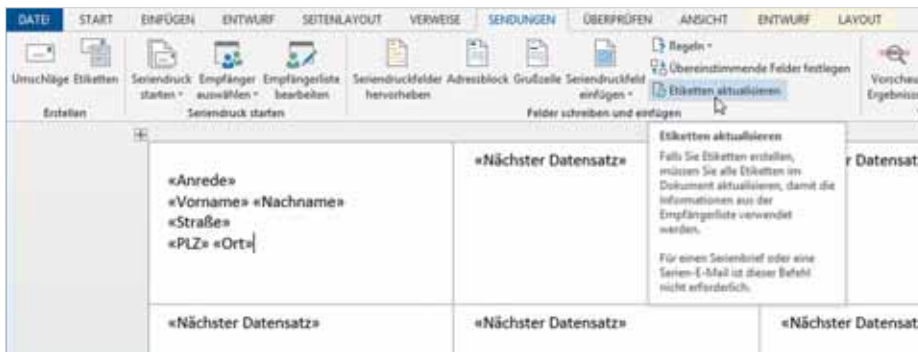 DATEI START EINFÜGEN ENTWURF SEITENLAYOUT VERWEISE SENDUNGEN ÜBERPRÜFEN ANSICHT ENTWURF LAYOUT
Umschläge Etiketten Seriendruck starten Empfänger auswählen Empfängerliste bearbeiten Seriendruckfelder hervorheben Adressblock Grußzeile Seriendruckfeld einfügen
Regeln
Übereinstimmende Felder festlegen
Etiketten aktualisieren
Erstellen Seriendruck starten Felder schreiben und einfügen
Etiketten aktualisieren
Falls Sie Etiketten erstellen,
müssen Sie alle Etiketten im
Dokument aktualisieren, damit die
Informationen aus der
Empfängerliste verwendet
werden.
Für einen Serienbrief oder eine
Serien-E-Mail ist dieser Befehl
nicht erforderlich.
«Anrede»
«Vorname» «Nachname»
«Straße»
«PLZ» «Ort»
«Nächster Datensatz»
r Datensat
«Nächster Datensatz» «Nächster Datensatz» «Nächster Datensat